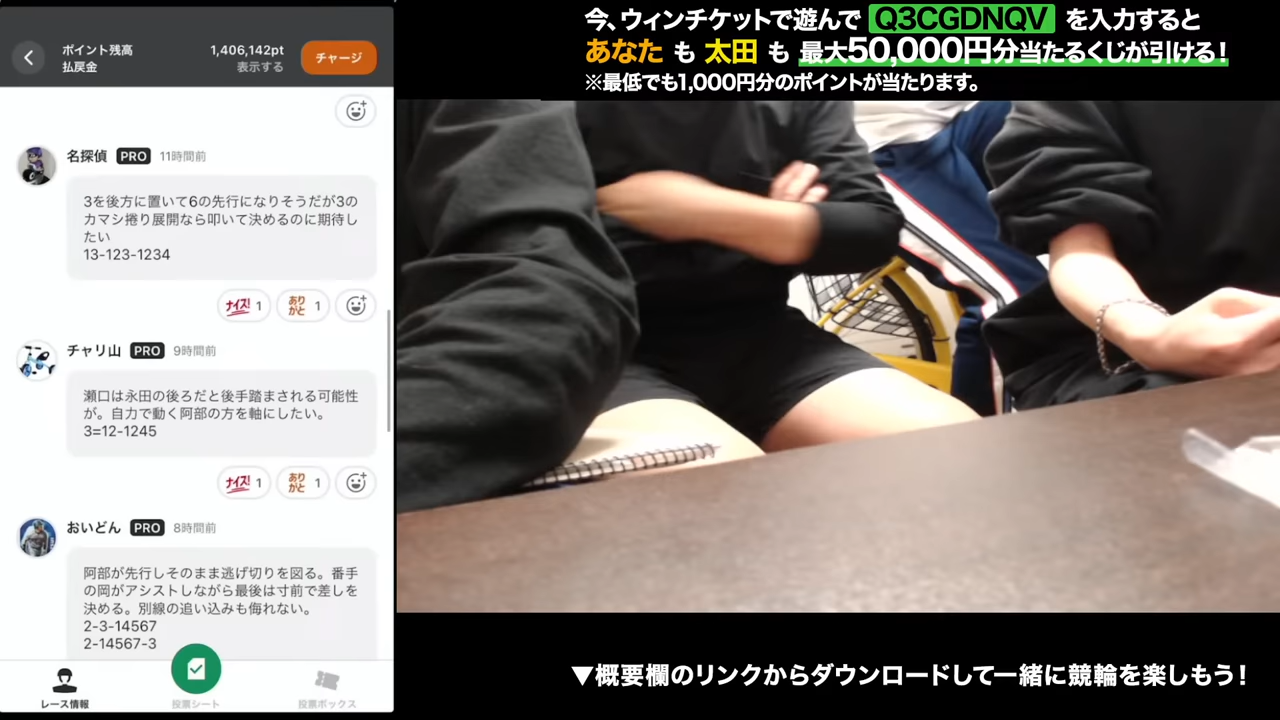 ポイント残高
払戻金
1,406,142pt
表示する
チャージ
名探偵 PRO 11時間前
3を後方に置いて6の先行になりそうだが3の
カマシ捲り展開なら叩いて決めるのに期待し
たい
13-123-1234
ナイス! 1 ありがと 1
チャリ山 PRO 9時間前
瀬口は永田の後ろだと後手踏まされる可能性
が。自力で動く阿部の方を軸にしたい。
3=12-1245
ナイス! 1 ありがと 1
おいどん PRO 8時間前
阿部が先行しそのまま逃げ切りを図る。番手
の岡がアシストしながら最後は寸前で差しを
決める。別線の追い込みも侮れない。
2-3-14567
2-14567-3
レース情報
投票シート
投票ボックス
今、ウィンチケットで遊んで Q3CGDNQV を入力すると
あなた も 太田 も 最大50,000円分当たるくじが引ける!
※最低でも1,000円分のポイントが当たります。
▼概要欄のリンクからダウンロードして一緒に競輪を楽しもう!